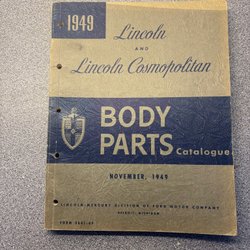 1949
Lincoln
AND
Lincoln Cosmopolitan
BODY
PARTS
Catalogue
NOVEMBER, 1949
LINCOLN-MERCURY DIVISION OF FORD MOTOR COMPANY
DETROIT, MICHIGAN
FORM